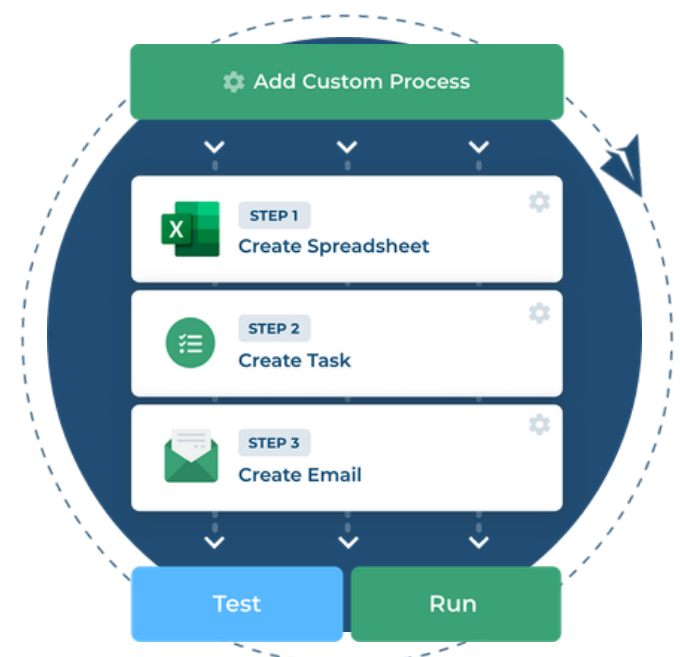 Add Custom Process
X
STEP 1
Create Spreadsheet
STEP 2
Create Task
STEP 3
Create Email
Test
Run